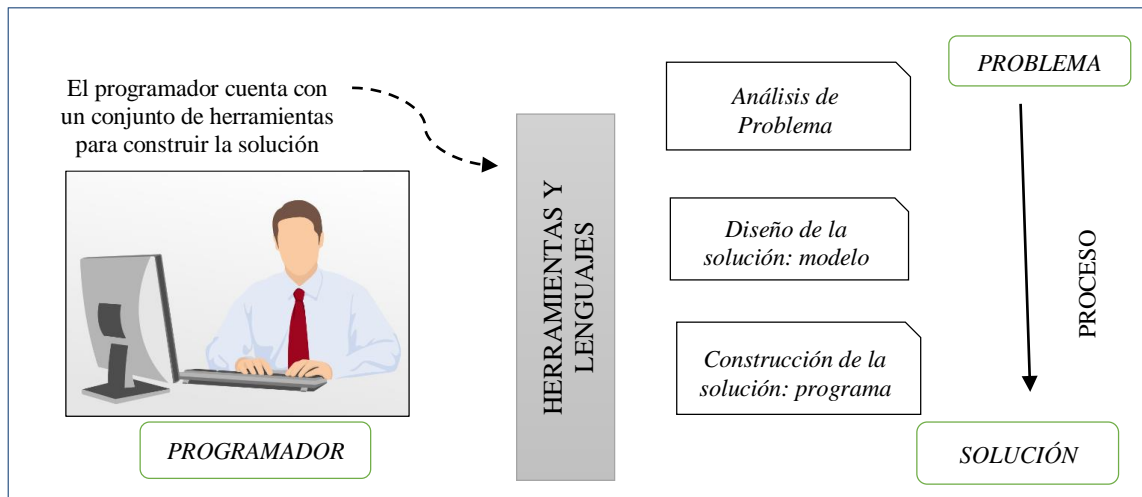 El programador cuenta con
un conjunto de herramientas
para construir la solución
PROGRAMADOR
HERRAMIENTAS Y
LENGUAJES
Análisis de
Problema
Diseño de la
solución: modelo
Construcción de la
solución: programa
PROBLEMA
PROCESO
SOLUCIÓN